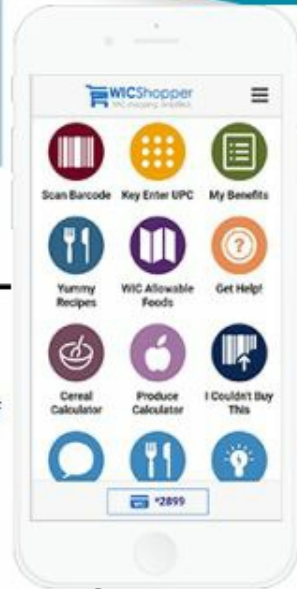 WICShopper
WIC shopping. Simplified.
Scan Barcode
Key Enter UPC
My Benefits
Yummy
Recipes
WIC Allowable
Foods
Get Help!
?
Cereal
Calculator
Produce
Calculator
I Couldn't Buy
This
*2899